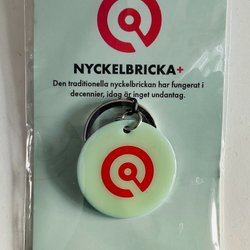 NYCKELBRICKA+
Den traditionella nyckelbrickan har fungerat i
decennier, idag är inget undantag.